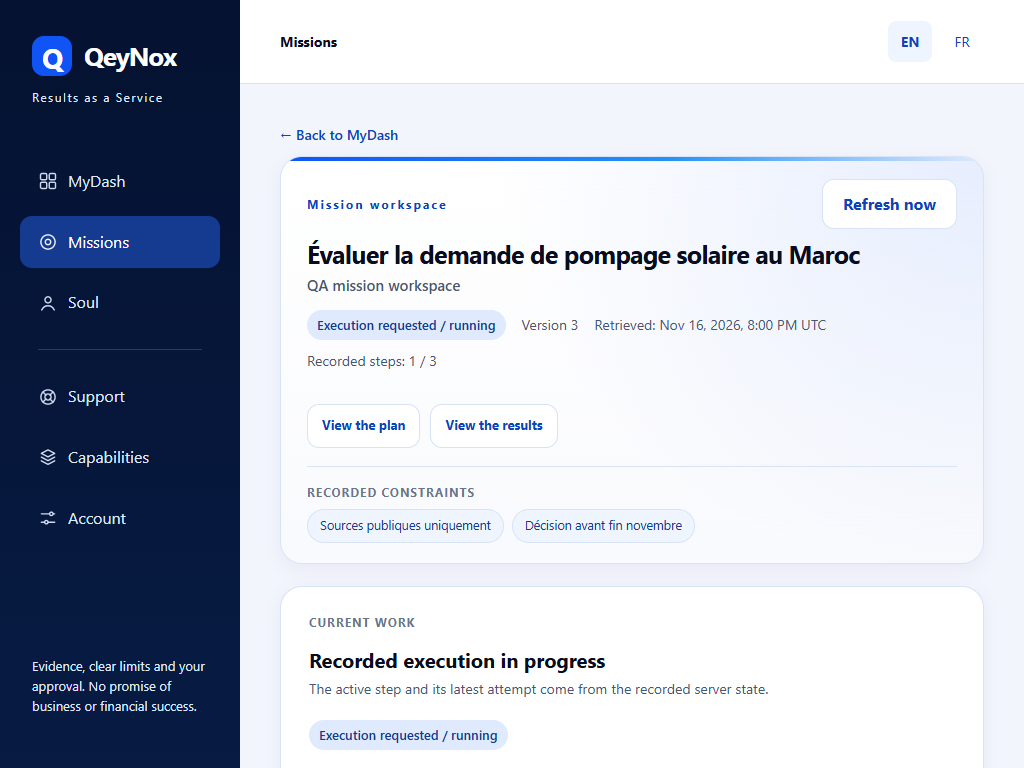 Q QeyNox
Results as a Service
MyDash
Missions
Soul
Support
Capabilities
Account
Evidence, clear limits and your
approval. No promise of
business or financial success.
Missions
EN
FR
← Back to MyDash
Mission workspace
Refresh now
Évaluer la demande de pompage solaire au Maroc
QA mission workspace
Execution requested / running
Version 3
Retrieved: Nov 16, 2026, 8:00 PM UTC
Recorded steps: 1 / 3
View the plan
View the results
RECORDED CONSTRAINTS
Sources publiques uniquement
Décision avant fin novembre
CURRENT WORK
Recorded execution in progress
The active step and its latest attempt come from the recorded server state.
Execution requested / running